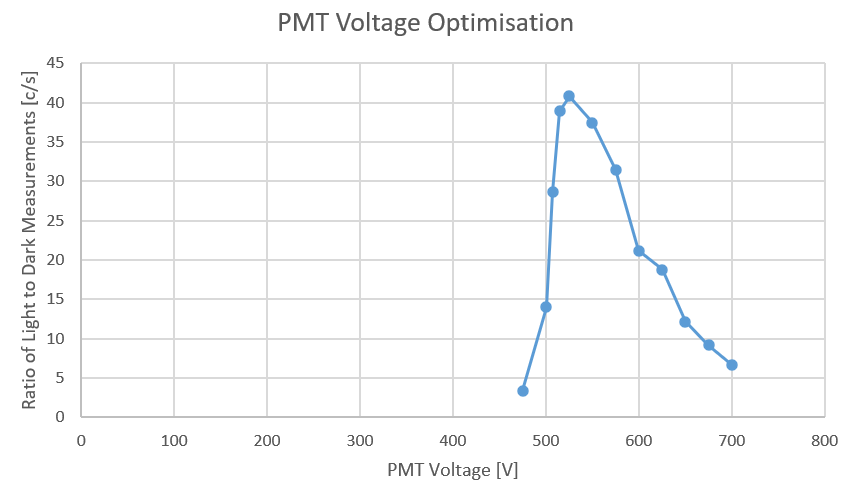 PMT Voltage Optimisation
Ratio of Light to Dark Measurements [c/s]
45
40
35
30
25
20
15
10
5
0
0 100 200 300 400 500 600 700 800
PMT Voltage [V]